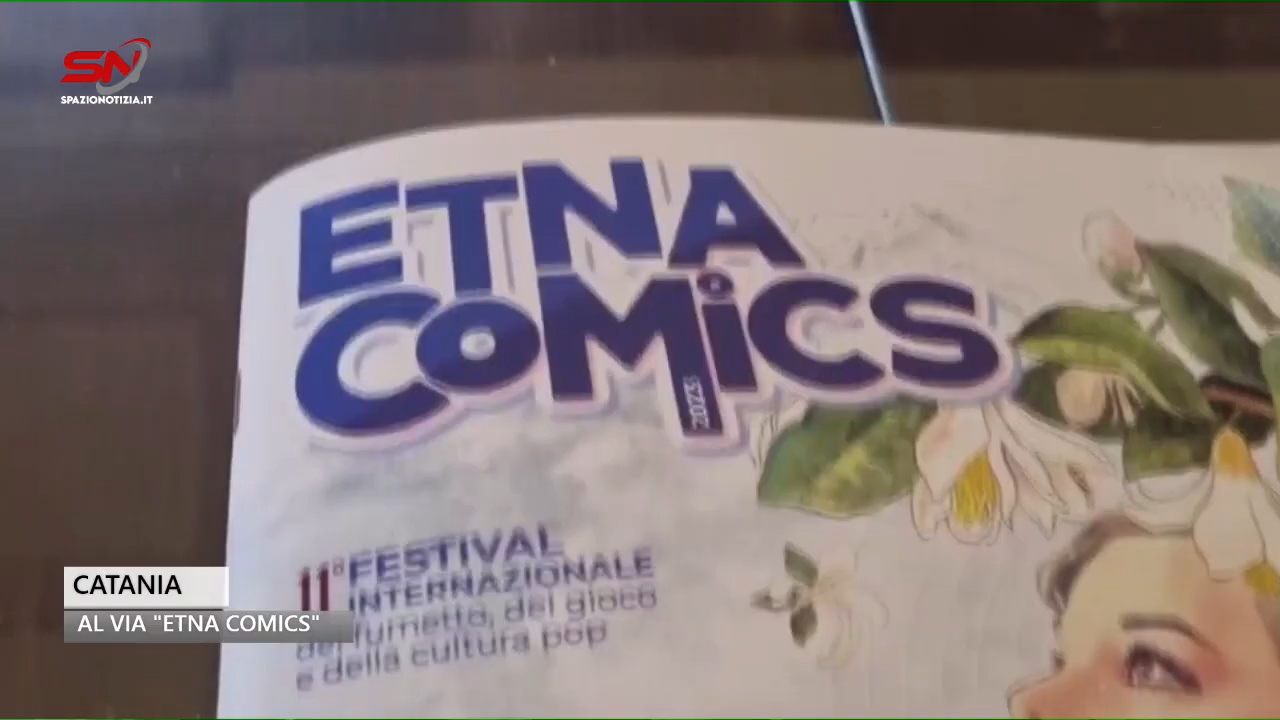 SN
SPAZIONOTIZIA.IT
ETNA
COMiCS
2023
11° FESTIVAL
INTERNAZIONALE
del fumetto, del gioco
e della cultura pop
CATANIA
AL VIA "ETNA COMICS"